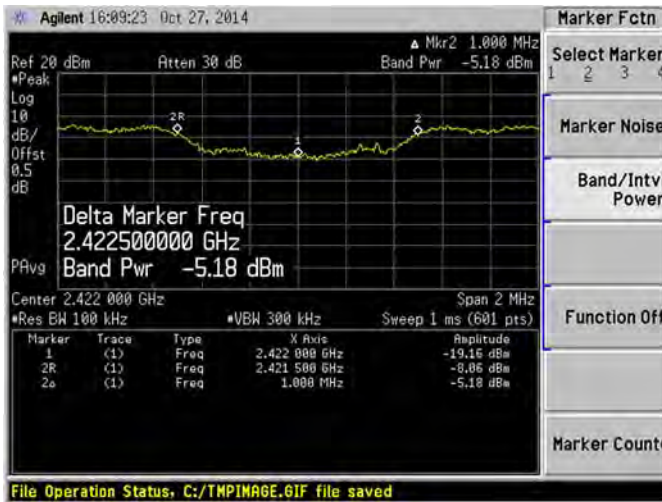 Agilent 16:09:23 Oct 27, 2014
Δ Mkr2 1.000 MHz
Ref 20 dBm Atten 30 dB Band Pwr -5.18 dBm
*Peak
Log
10
dB/
Offst
0.5
dB
2R
1
2
Delta Marker Freq
2.422500000 GHz
Band Pwr -5.18 dBm
PAvg
Center 2.422 000 GHz Span 2 MHz
*Res BW 100 kHz *VBW 300 kHz Sweep 1 ms (601 pts)
Marker Trace Type X Axis Amplitude
1 (1) Freq 2.422 000 GHz -19.16 dBm
2R (1) Freq 2.421 500 GHz -8.06 dBm
2Δ (1) Freq 1.000 MHz -5.18 dBm
File Operation Status, C:/TMPIMAGE.GIF file saved
Marker Fctn
Select Marker
1 2 3 4
Marker Noise
Band/Intv
Power
Function Off
Marker Count